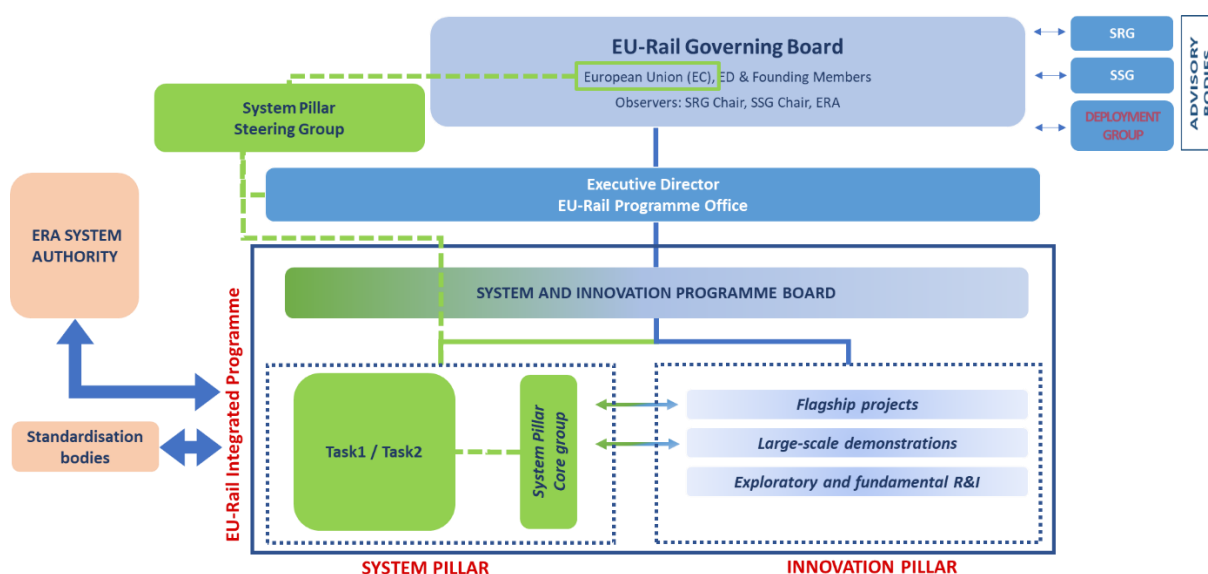 EU-Rail Governing Board
European Union (EC), ED & Founding Members
Observers: SRG Chair, SSG Chair, ERA
SRG
SSG
DEPLOYMENT
GROUP
ADVISORY
BODIES
System Pillar
Steering Group
Executive Director
EU-Rail Programme Office
ERA SYSTEM
AUTHORITY
Standardisation
bodies
EU-Rail Integrated Programme
SYSTEM AND INNOVATION PROGRAMME BOARD
Task1 / Task2
System Pillar
Core group
Flagship projects
Large-scale demonstrations
Exploratory and fundamental R&I
SYSTEM PILLAR
INNOVATION PILLAR